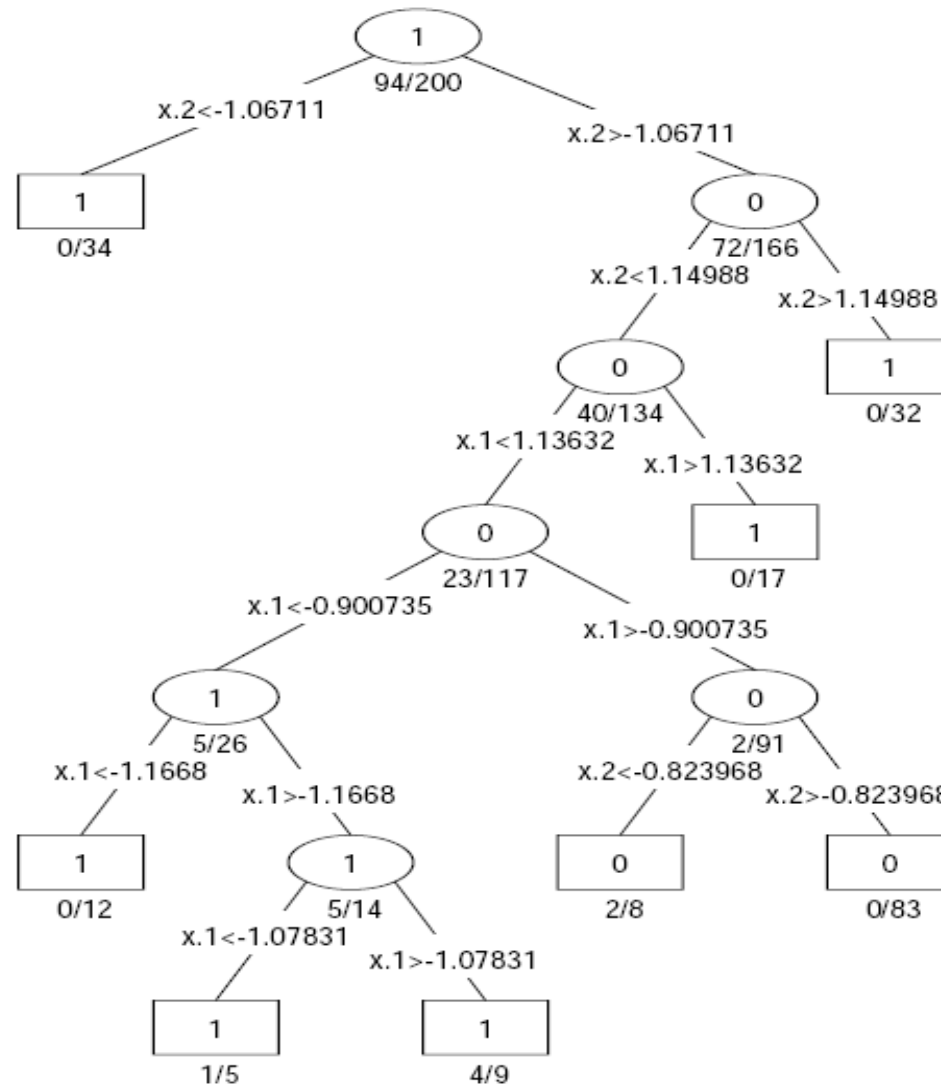 1
94/200
x.2<-1.06711
x.2>-1.06711
1
0/34
0
72/166
x.2<1.14988
x.2>1.14988
0
40/134
1
0/32
x.1<1.13632
x.1>1.13632
0
23/117
1
0/17
x.1<-0.900735
x.1>-0.900735
1
5/26
0
2/91
x.1<-1.1668
x.1>-1.1668
x.2<-0.823968
x.2>-0.823968
1
0/12
1
5/14
0
2/8
0
0/83
x.1<-1.07831
x.1>-1.07831
1
1/5
1
4/9